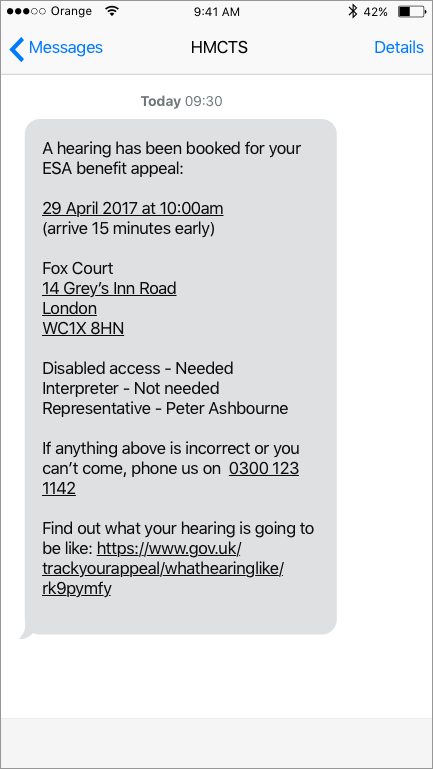 Orange 9:41 AM 42%
Messages HMCTS Details
Today 09:30
A hearing has been booked for your
ESA benefit appeal:
29 April 2017 at 10:00am
(arrive 15 minutes early)
Fox Court
14 Grey’s Inn Road
London
WC1X 8HN
Disabled access - Needed
Interpreter - Not needed
Representative - Peter Ashbourne
If anything above is incorrect or you
can’t come, phone us on 0300 123
1142
Find out what your hearing is going to
be like: https://www.gov.uk/
trackyourappeal/whathearinglike/
rk9pymfy